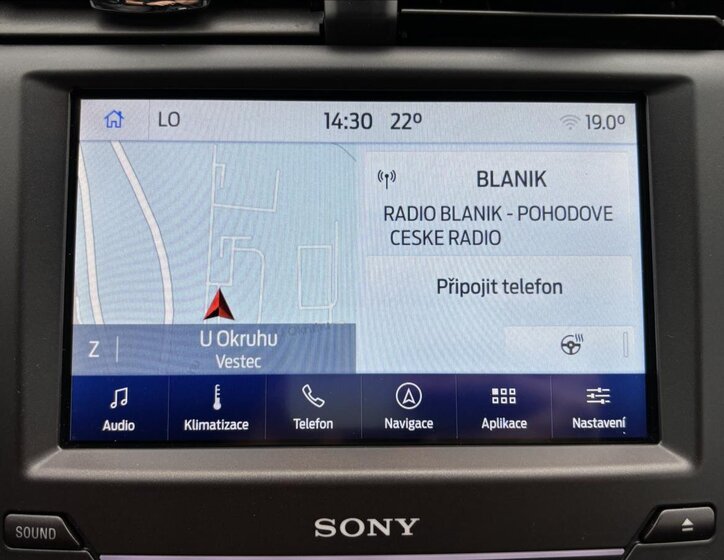 LO
14:30 22°
19.0°
BLANIK
RADIO BLANIK - POHODOVE
CESKE RADIO
Připojit telefon
Z
U Okruhu
Vestec
Audio
Klimatizace
Telefon
Navigace
Aplikace
Nastavení
SOUND
SONY